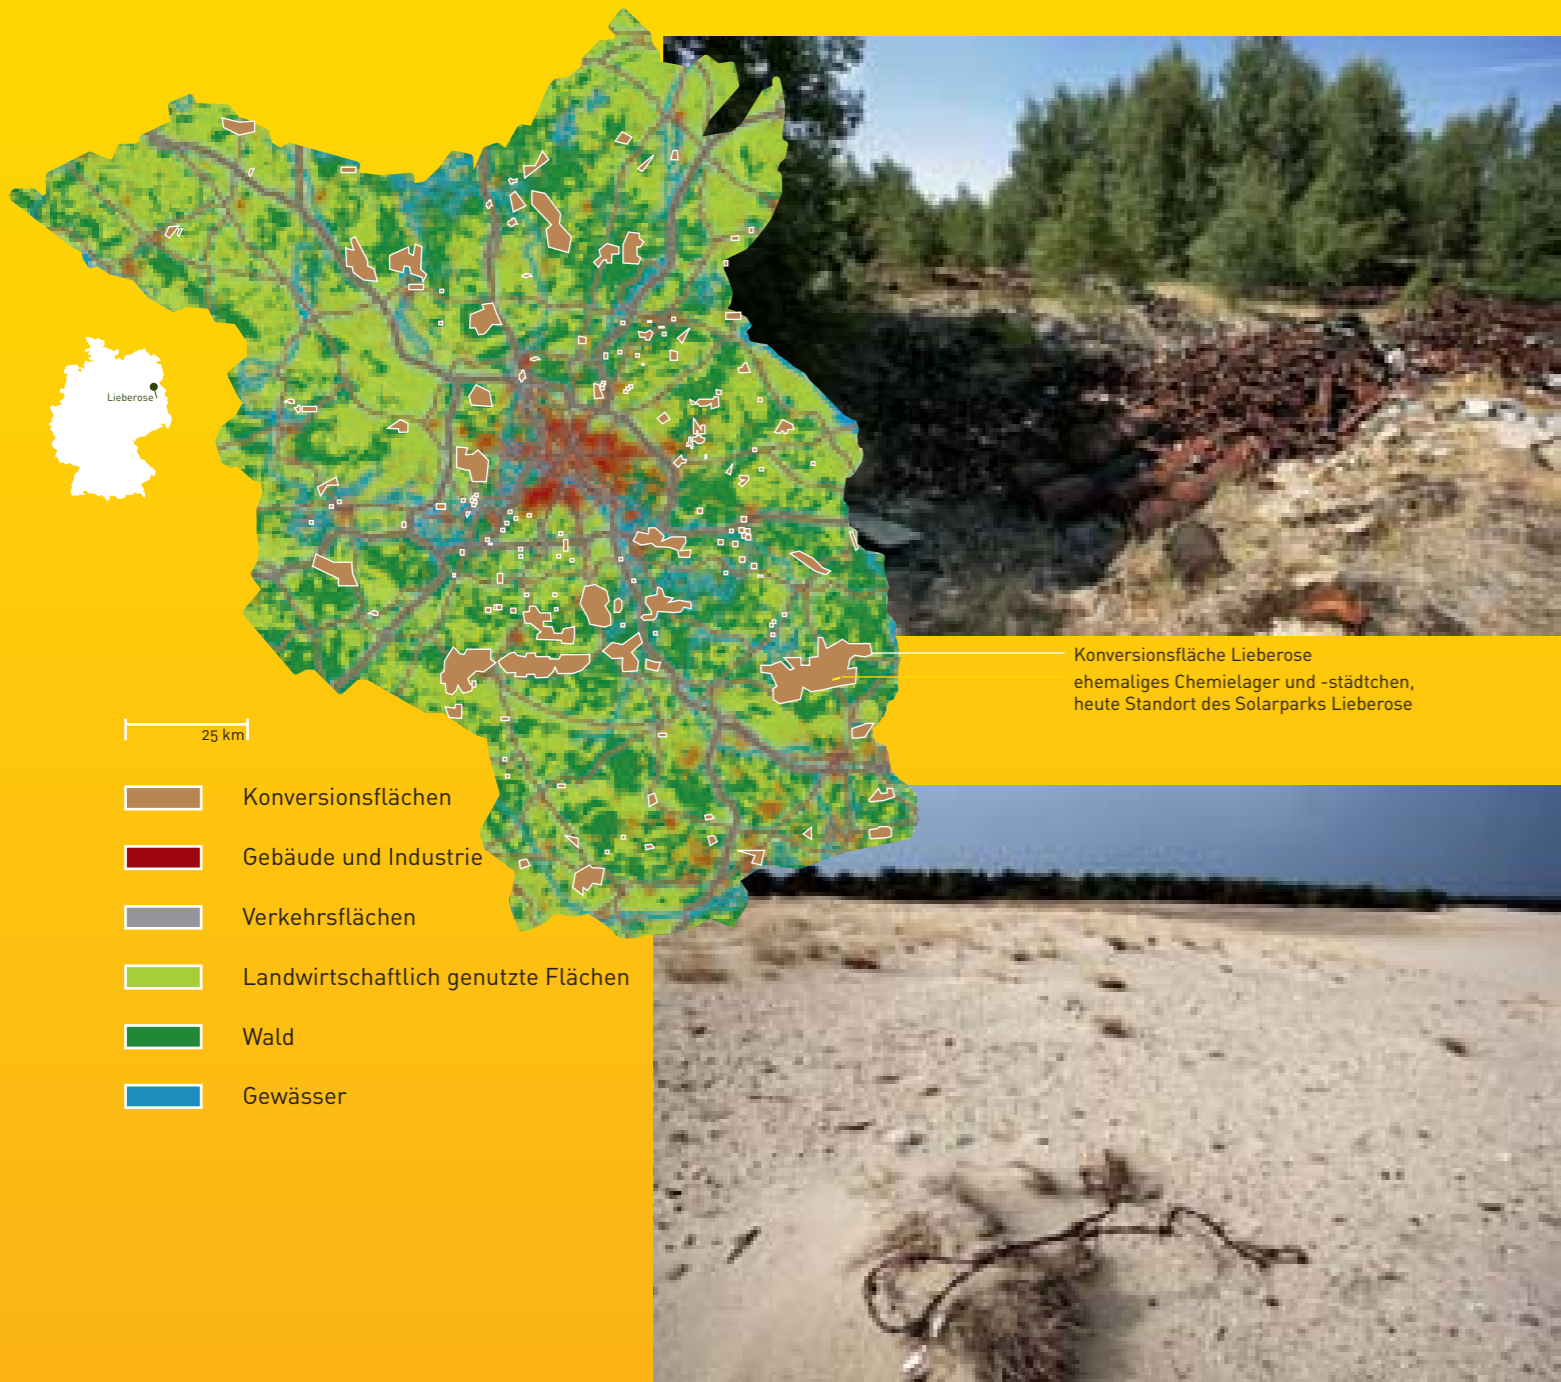 Lieberose
Konversionsfläche Lieberose
ehemaliges Chemielager und -städtchen,
heute Standort des Solarparks Lieberose
25 km
Konversionsflächen
Gebäude und Industrie
Verkehrsflächen
Landwirtschaftlich genutzte Flächen
Wald
Gewässer